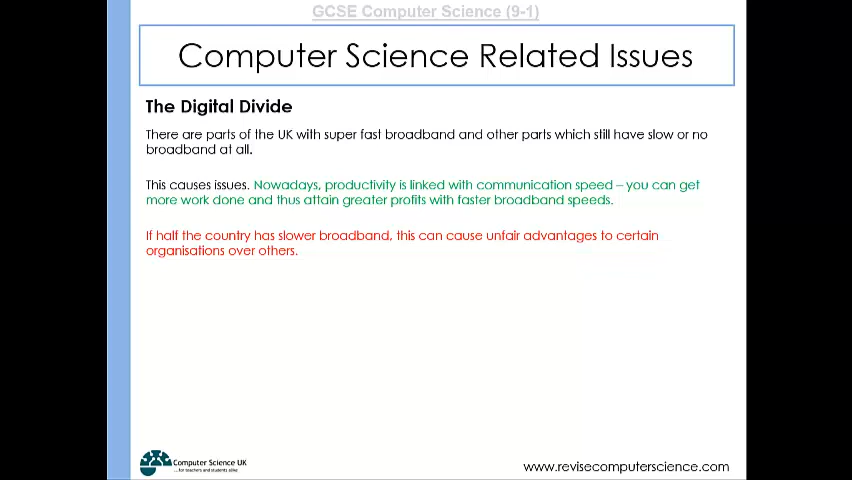 GCSE Computer Science (9-1)
Computer Science Related Issues
The Digital Divide
There are parts of the UK with super fast broadband and other parts which still have slow or no
broadband at all.
This causes issues. Nowadays, productivity is linked with communication speed – you can get
more work done and thus attain greater profits with faster broadband speeds.
If half the country has slower broadband, this can cause unfair advantages to certain
organisations over others.
Computer Science UK
...for teachers and students alike
www.revisecomputerscience.com